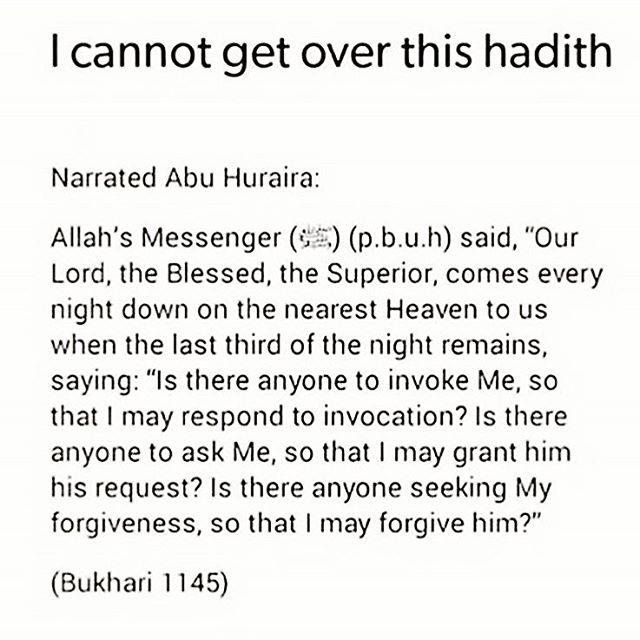 I cannot get over this hadith
Narrated Abu Huraira:
Allah's Messenger (ﷺ) (p.b.u.h) said, "Our
Lord, the Blessed, the Superior, comes every
night down on the nearest Heaven to us
when the last third of the night remains,
saying: "Is there anyone to invoke Me, so
that I may respond to invocation? Is there
anyone to ask Me, so that I may grant him
his request? Is there anyone seeking My
forgiveness, so that I may forgive him?"
(Bukhari 1145)